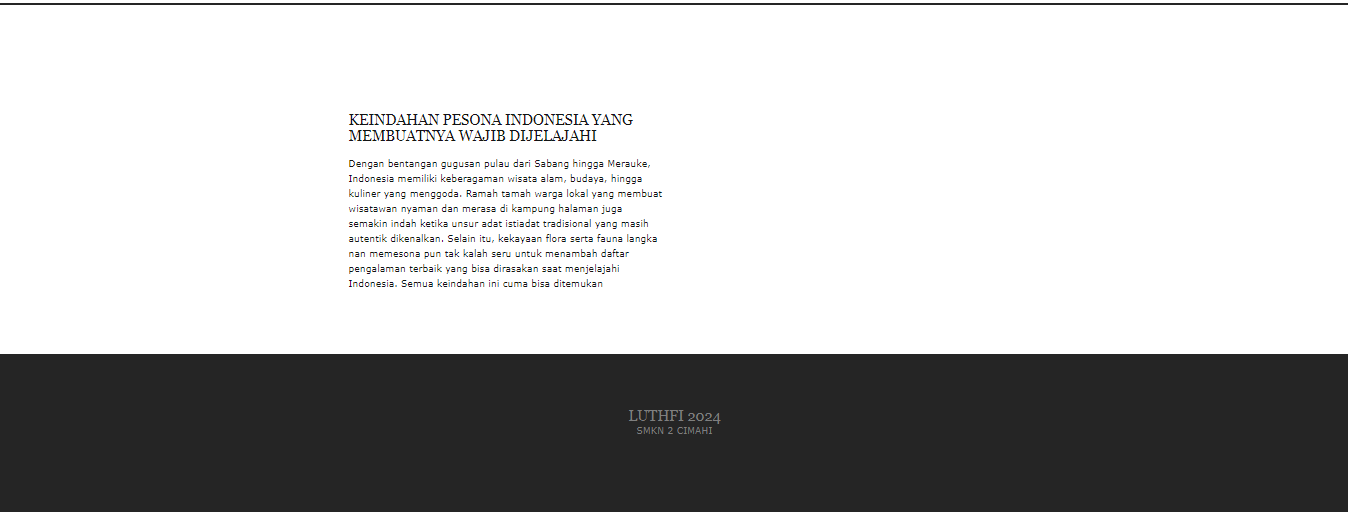 KEINDAHAN PESONA INDONESIA YANG
MEMBUATNYA WAJIB DIJELAJAHI
Dengan bentangan gugusan pulau dari Sabang hingga Merauke,
Indonesia memiliki keberagaman wisata alam, budaya, hingga
kuliner yang menggoda. Ramah tamah warga lokal yang membuat
wisatawan nyaman dan merasa di kampung halaman juga
semakin indah ketika unsur adat istiadat tradisional yang masih
autentik dikenalkan. Selain itu, kekayaan flora serta fauna langka
nan memesona pun tak kalah seru untuk menambah daftar
pengalaman terbaik yang bisa dirasakan saat menjelajahi
Indonesia. Semua keindahan ini cuma bisa ditemukan
LUTHFI 2024
SMKN 2 CIMAHI